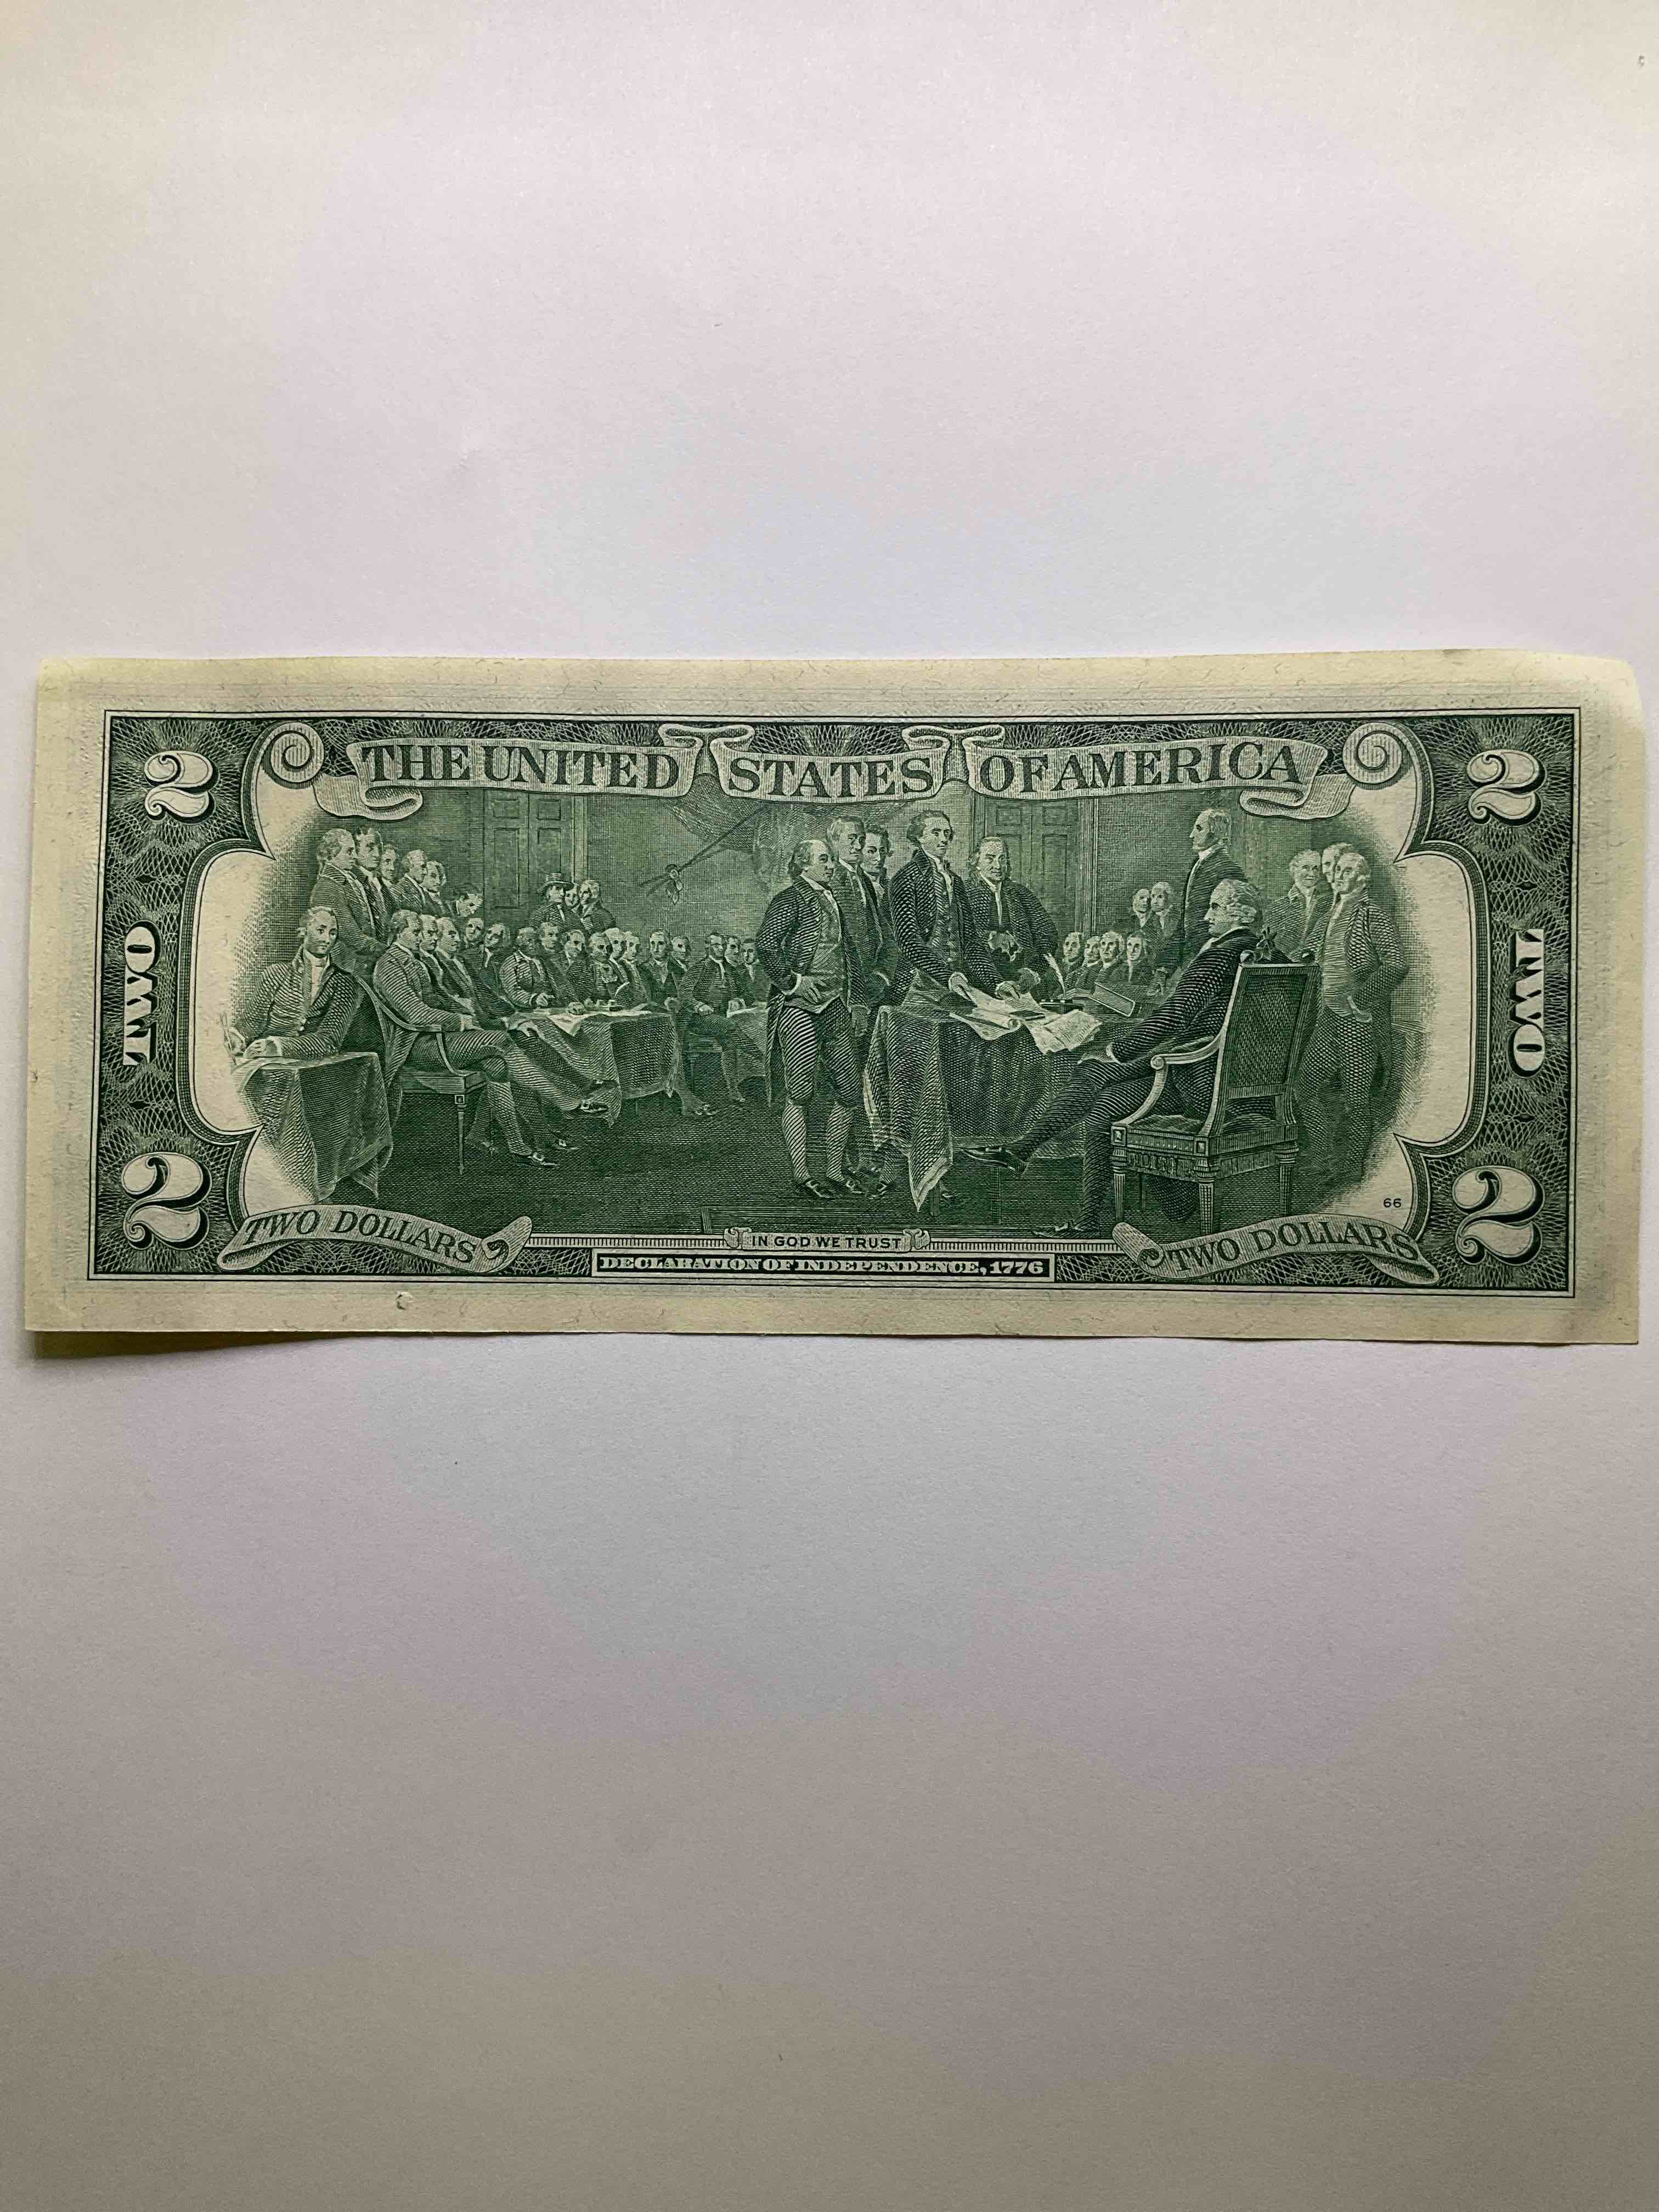 THE UNITED STATES OF AMERICA
2
2
TWO
TWO
2
2
66
TWO DOLLARS
TWO DOLLARS
IN GOD WE TRUST
DECLARATION OF INDEPENDENCE, 1776